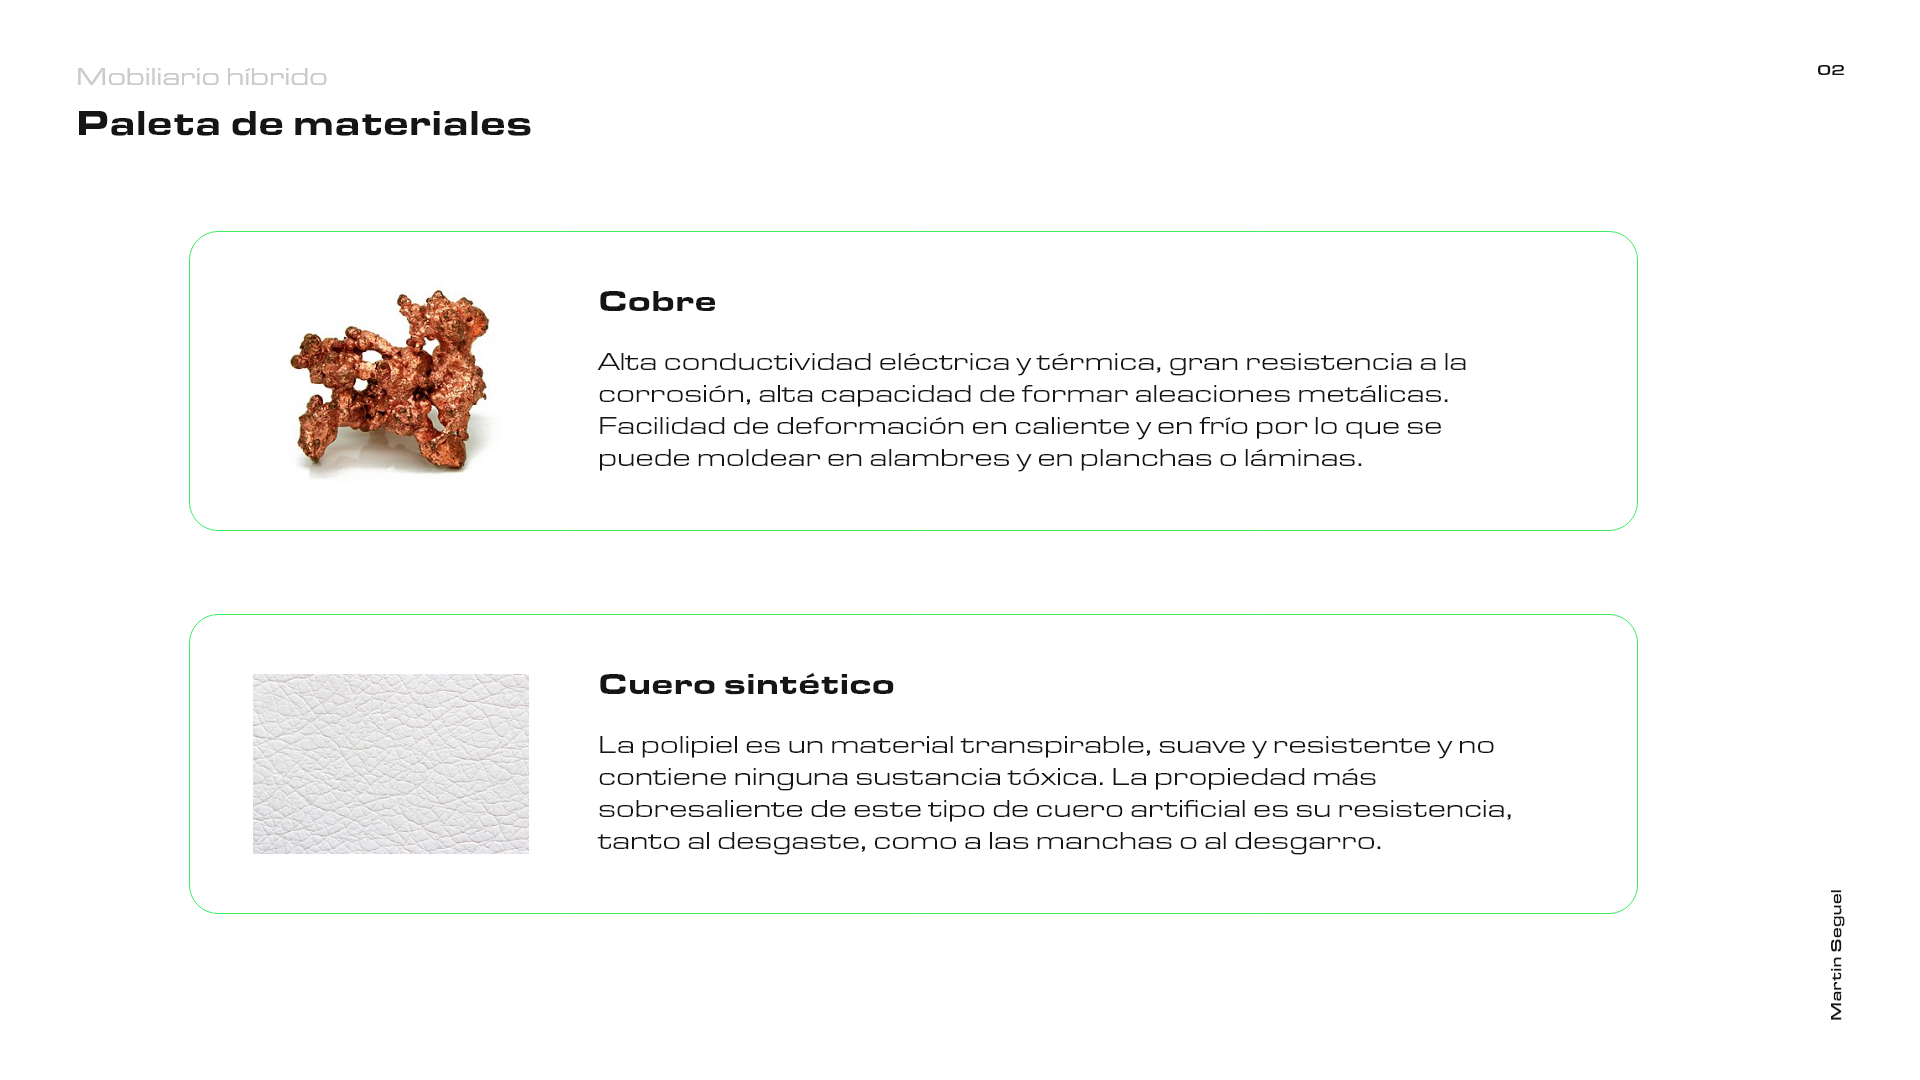 Mobiliario híbrido
02
Paleta de materiales
Cobre
Alta conductividad eléctrica y térmica, gran resistencia a la
corrosión, alta capacidad de formar aleaciones metálicas.
Facilidad de deformación en caliente y en frío por lo que se
puede moldear en alambres y en planchas o láminas.
Cuero sintético
La polipiel es un material transpirable, suave y resistente y no
contiene ninguna sustancia tóxica. La propiedad más
sobresaliente de este tipo de cuero artificial es su resistencia,
tanto al desgaste, como a las manchas o al desgarro.
Martin Seguel